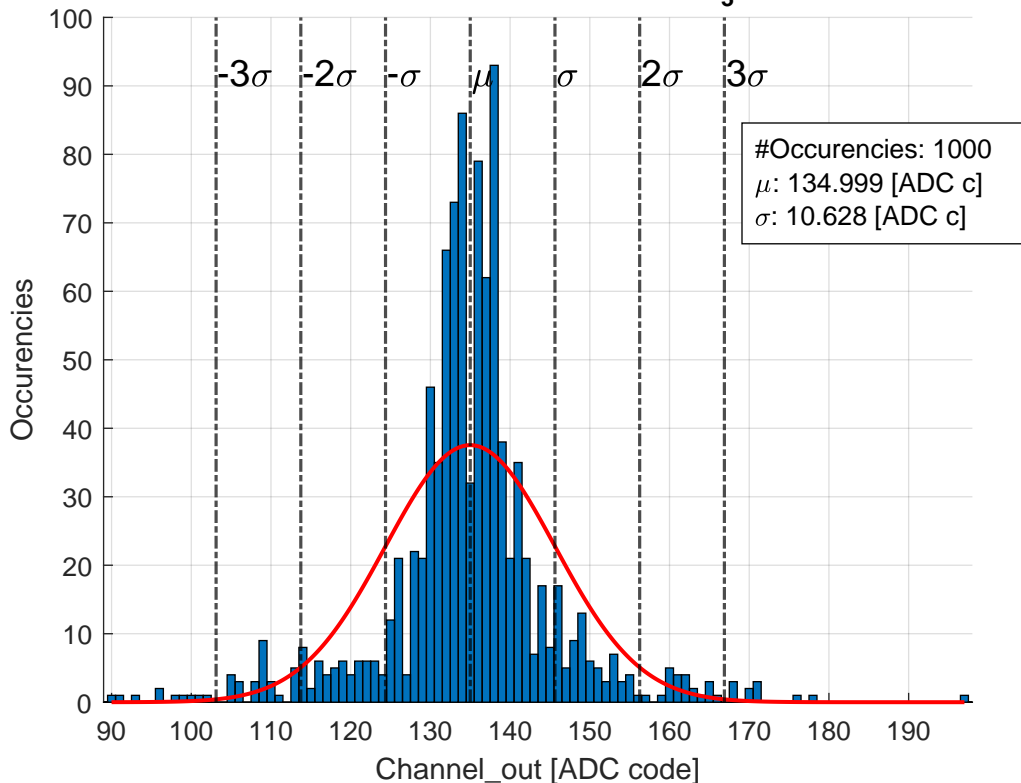 100
90
80
70
60
50
40
30
20
10
0
-3σ -2σ -σ μ σ 2σ 3σ
#Occurencies: 1000
μ: 134.999 [ADC c]
σ: 10.628 [ADC c]
Occurencies
90 100 110 120 130 140 150 160 170 180 190
Channel_out [ADC code]